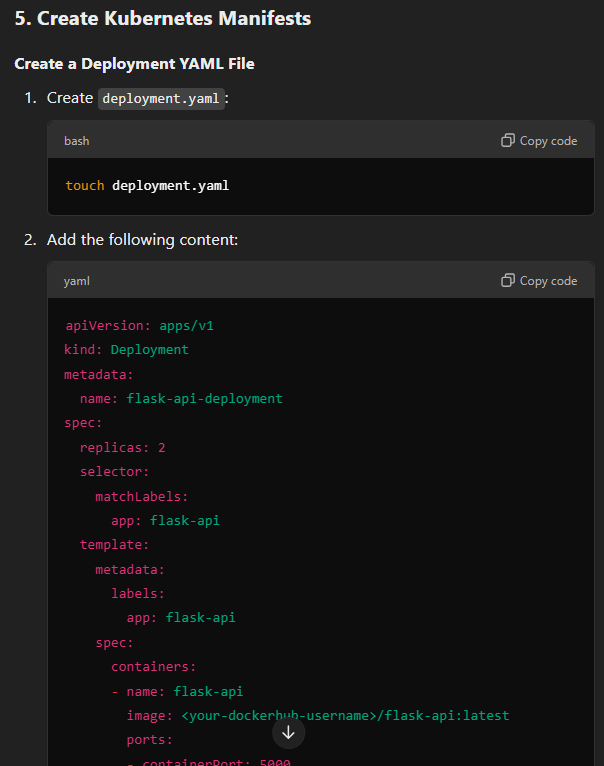 5. Create Kubernetes Manifests
Create a Deployment YAML File
1. Create deployment.yaml:
bash
Copy code
touch deployment.yaml
2. Add the following content:
yaml
Copy code
apiVersion: apps/v1
kind: Deployment
metadata:
  name: flask-api-deployment
spec:
  replicas: 2
  selector:
    matchLabels:
      app: flask-api
  template:
    metadata:
      labels:
        app: flask-api
    spec:
      containers:
      - name: flask-api
        image: <your-dockerhub-username>/flask-api:latest
        ports:
        - containerPort: 5000